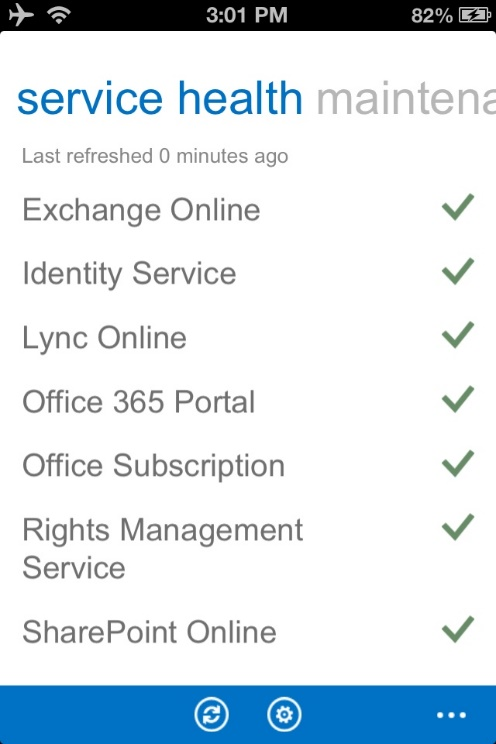 3:01 PM
82%
service health maintena
Last refreshed 0 minutes ago
Exchange Online
Identity Service
Lync Online
Office 365 Portal
Office Subscription
Rights Management
Service
SharePoint Online